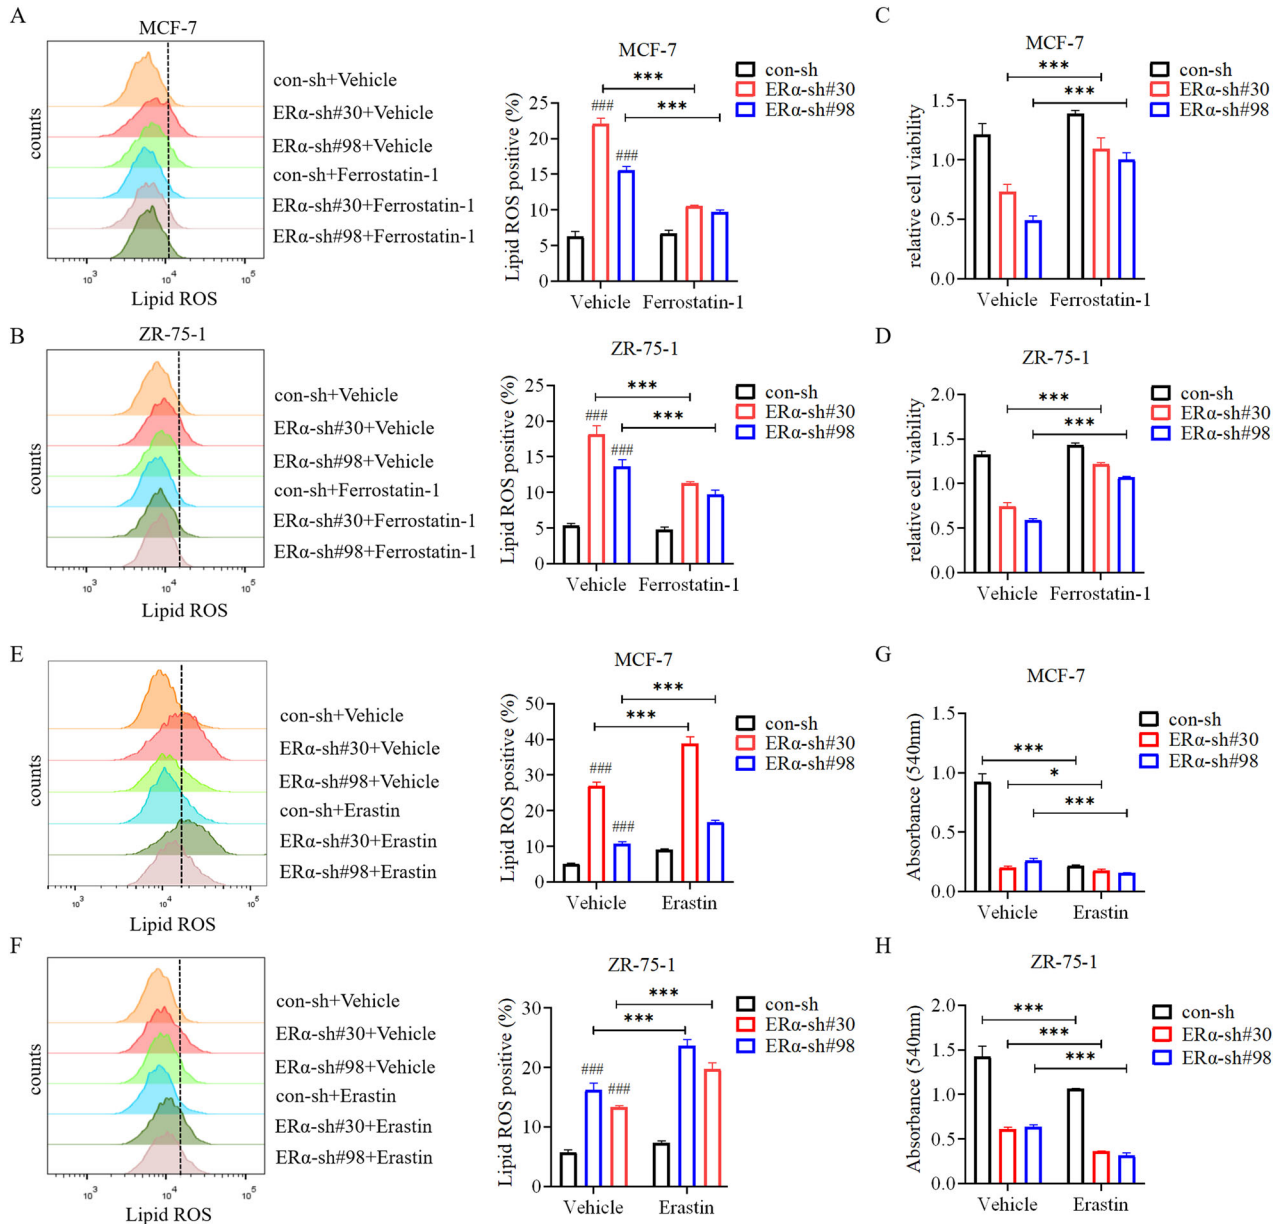 A
MCF-7
counts
con-sh+Vehicle
ERα-sh#30+Vehicle
ERα-sh#98+Vehicle
con-sh+Ferrostatin-1
ERα-sh#30+Ferrostatin-1
ERα-sh#98+Ferrostatin-1
10³ 10⁴ 10⁵
Lipid ROS
MCF-7
con-sh
ERα-sh#30
ERα-sh#98
Lipid ROS positive (%)
25
20
15
10
5
0
***
***
###
###
Vehicle Ferrostatin-1
C
MCF-7
con-sh
ERα-sh#30
ERα-sh#98
relative cell viability
1.5
1.0
0.5
0.0
***
***
Vehicle Ferrostatin-1
B
ZR-75-1
counts
con-sh+Vehicle
ERα-sh#30+Vehicle
ERα-sh#98+Vehicle
con-sh+Ferrostatin-1
ERα-sh#30+Ferrostatin-1
ERα-sh#98+Ferrostatin-1
10³ 10⁴ 10⁵
Lipid ROS
ZR-75-1
con-sh
ERα-sh#30
ERα-sh#98
Lipid ROS positive (%)
25
20
15
10
5
0
***
***
###
###
Vehicle Ferrostatin-1
D
ZR-75-1
con-sh
ERα-sh#30
ERα-sh#98
relative cell viability
2.0
1.5
1.0
0.5
0.0
***
***
Vehicle Ferrostatin-1
E
counts
con-sh+Vehicle
ERα-sh#30+Vehicle
ERα-sh#98+Vehicle
con-sh+Erastin
ERα-sh#30+Erastin
ERα-sh#98+Erastin
10³ 10⁴ 10⁵
Lipid ROS
MCF-7
con-sh
ERα-sh#30
ERα-sh#98
Lipid ROS positive (%)
50
40
30
20
10
0
***
***
###
###
Vehicle Erastin
G
MCF-7
con-sh
ERα-sh#30
ERα-sh#98
Absorbance (540nm)
1.5
1.0
0.5
0.0
***
*
***
Vehicle Erastin
F
counts
con-sh+Vehicle
ERα-sh#30+Vehicle
ERα-sh#98+Vehicle
con-sh+Erastin
ERα-sh#30+Erastin
ERα-sh#98+Erastin
10³ 10⁴ 10⁵
Lipid ROS
ZR-75-1
con-sh
ERα-sh#30
ERα-sh#98
Lipid ROS positive (%)
30
20
10
0
***
***
###
###
Vehicle Erastin
H
ZR-75-1
con-sh
ERα-sh#30
ERα-sh#98
Absorbance (540nm)
2.0
1.5
1.0
0.5
0.0
***
***
***
Vehicle Erastin